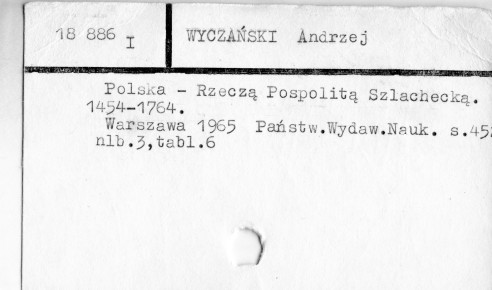 18 886 I WYCZAŃSKI Andrzej
Polska - Rzeczą Pospolitą Szlachecką.
1454-1764.
Warszawa 1965 Państw.Wydaw.Nauk. s.452
nlb.3,tabl.6